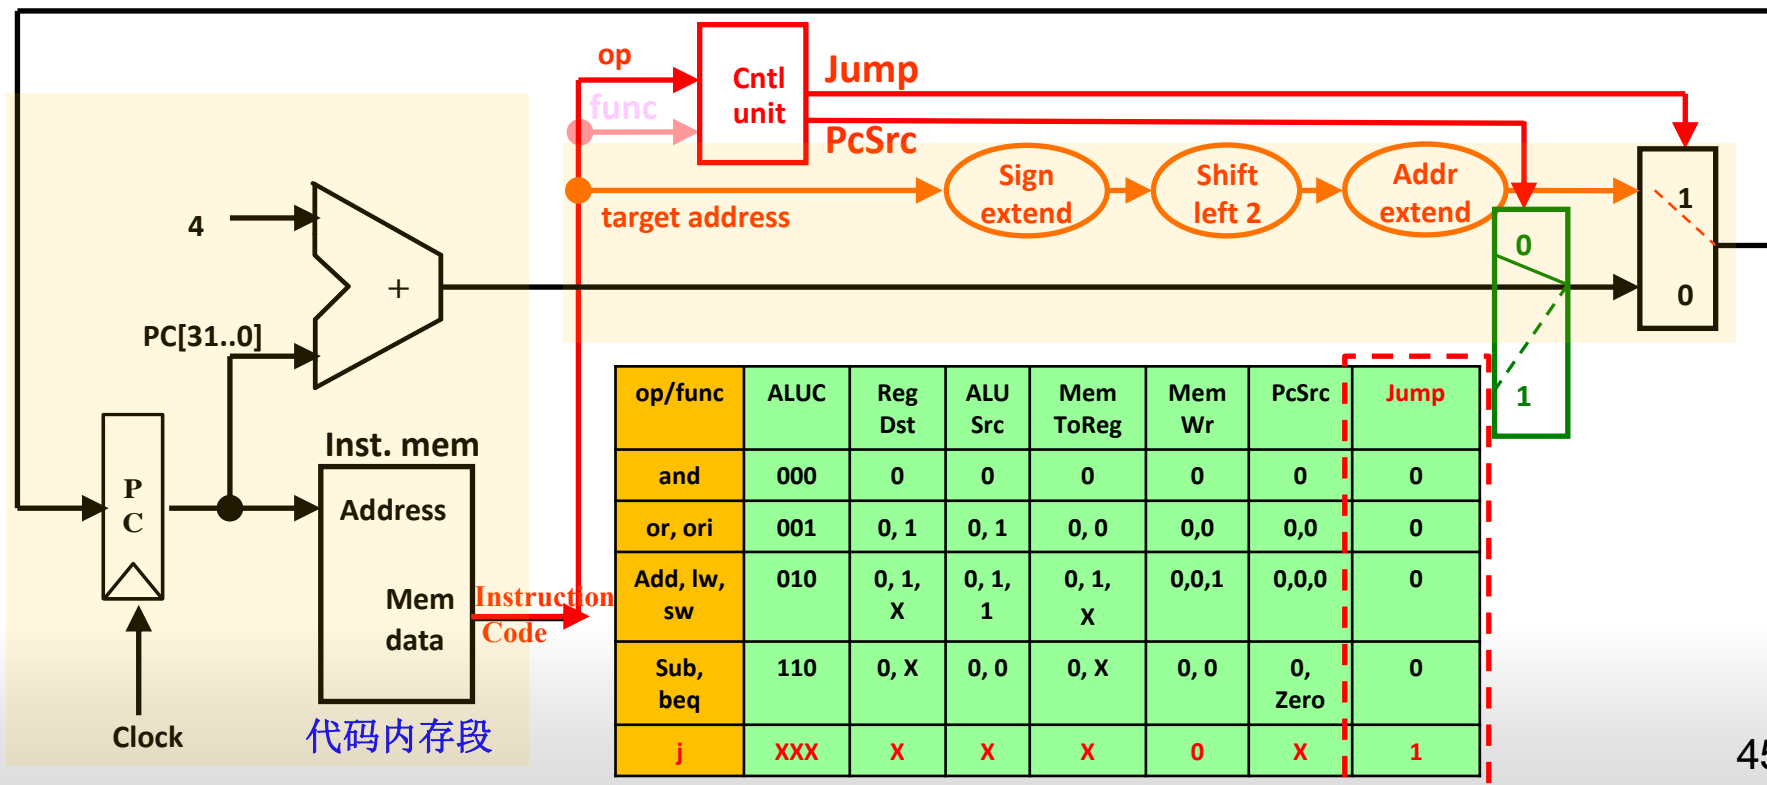 op
func
Cntl
unit
Jump
PcSrc
target address
Sign
extend
Shift
left 2
Addr
extend
1
0
0
1
4
+
PC[31..0]
P
C
Clock
Inst. mem
Address
Mem
data
Instruction
Code
代码内存段
op/func ALUC Reg Dst ALU Src Mem ToReg Mem Wr PcSrc Jump
and 000 0 0 0 0 0 0
or, ori 001 0, 1 0, 1 0, 0 0,0 0,0 0
Add, lw, sw 010 0, 1, X 0, 1, 1 0, 1, X 0,0,1 0,0,0 0
Sub, beq 110 0, X 0, 0 0, X 0, 0 0, Zero 0
j XXX X X X 0 X 1
45